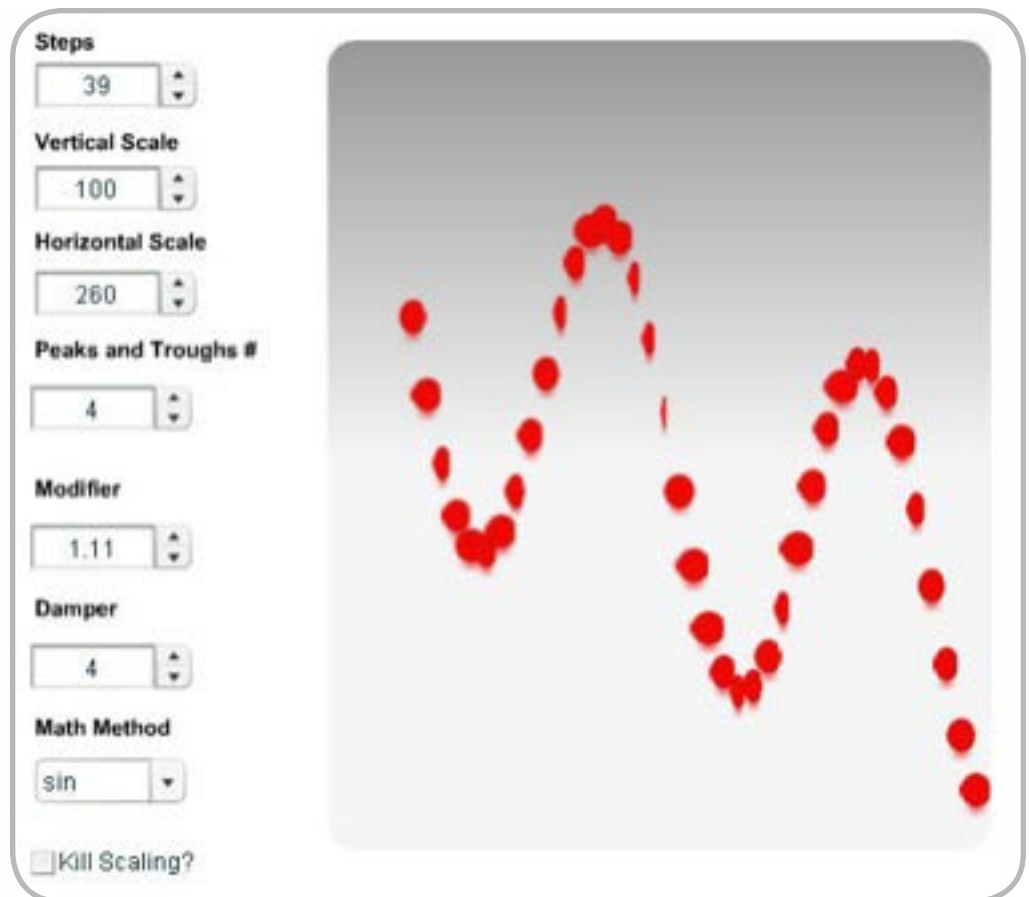 Steps
39
Vertical Scale
100
Horizontal Scale
260
Peaks and Troughs #
4
Modifier
1.11
Damper
4
Math Method
sin
Kill Scaling?